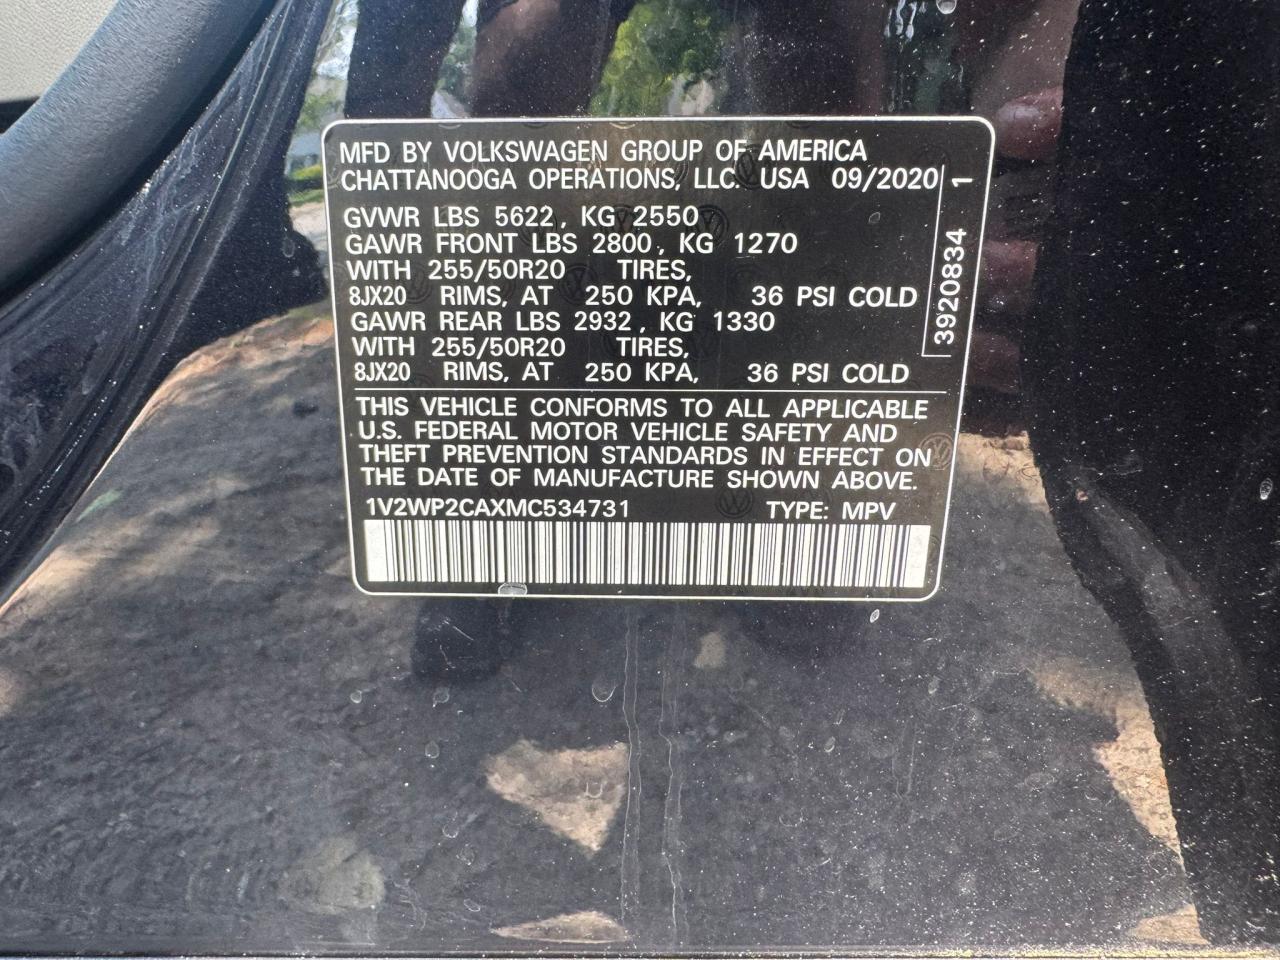 MFD BY VOLKSWAGEN GROUP OF AMERICA
CHATTANOOGA OPERATIONS, LLC. USA 09/2020
GVWR LBS 5622, KG 2550
GAWR FRONT LBS 2800, KG 1270
WITH 255/50R20 TIRES,
8JX20 RIMS, AT 250 KPA, 36 PSI COLD
GAWR REAR LBS 2932, KG 1330
WITH 255/50R20 TIRES,
8JX20 RIMS, AT 250 KPA, 36 PSI COLD
THIS VEHICLE CONFORMS TO ALL APPLICABLE
U.S. FEDERAL MOTOR VEHICLE SAFETY AND
THEFT PREVENTION STANDARDS IN EFFECT ON
THE DATE OF MANUFACTURE SHOWN ABOVE.
1V2WP2CAXMC534731 TYPE: MPV
3920834 1